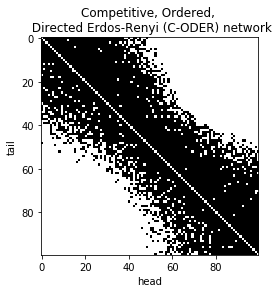 Competitive, Ordered,
Directed Erdos-Renyi (C-ODER) network
0
20
40
60
80
tail
0 20 40 60 80
head